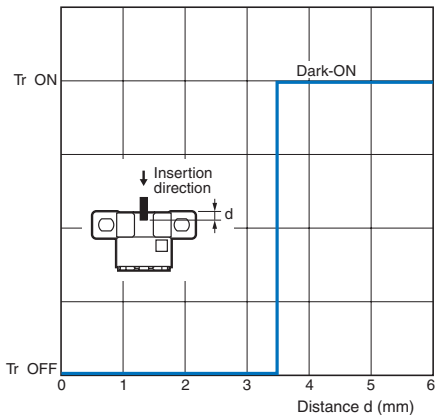 Tr ON
Dark-ON
Insertion
direction
d
Tr OFF
0 1 2 3 4 5 6
Distance d (mm)